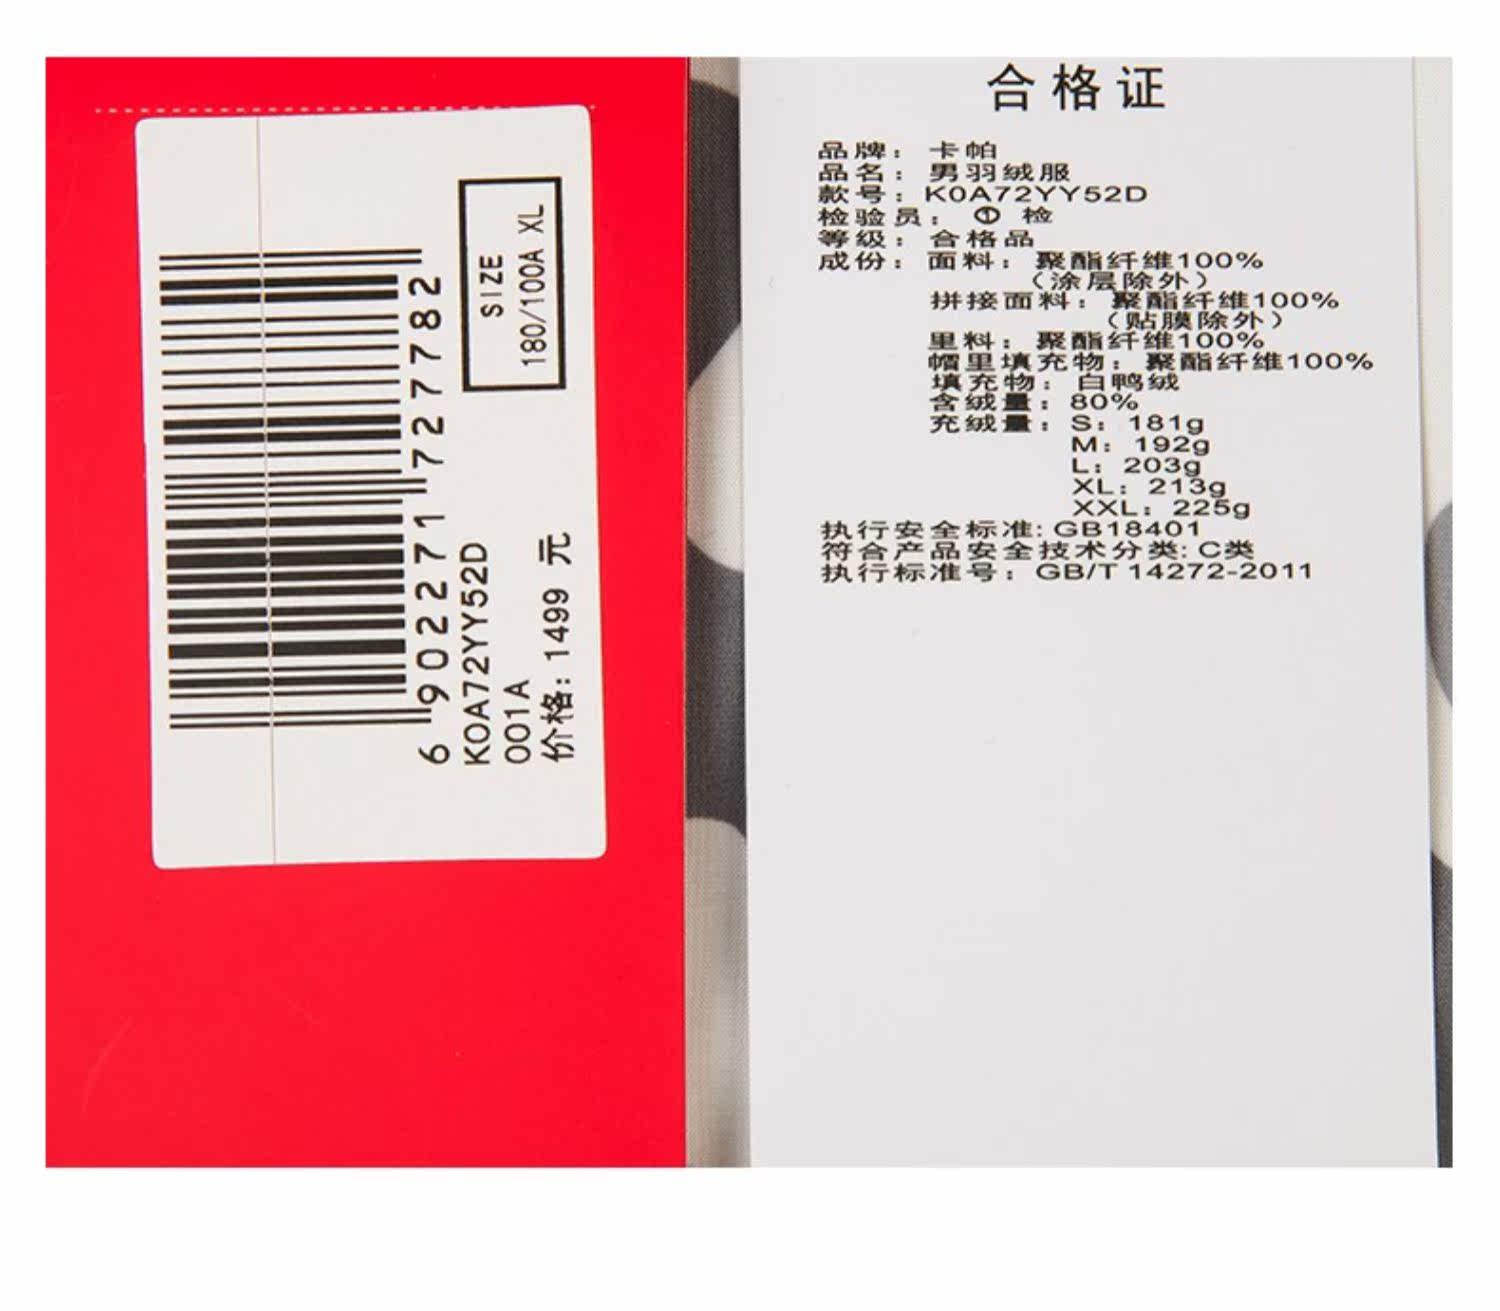 SIZE
180/100A XL
6902271727782
K0A72YY52D
001A
价格: 1499 元
合格证
品牌： 卡帕
品名： 男羽绒服
款号： K0A72YY52D
检验员： ① 检
等级： 合格品
成份： 面料： 聚酯纤维100%
（涂层除外）
拼接面料： 聚酯纤维100%
（贴膜除外）
里料： 聚酯纤维100%
帽里填充物： 聚酯纤维100%
填充物： 白鸭绒
含绒量： 80%
充绒量： S： 181g
M： 192g
L： 203g
XL： 213g
XXL： 225g
执行安全标准: GB18401
符合产品安全技术分类: C类
执行标准号： GB/T 14272-2011